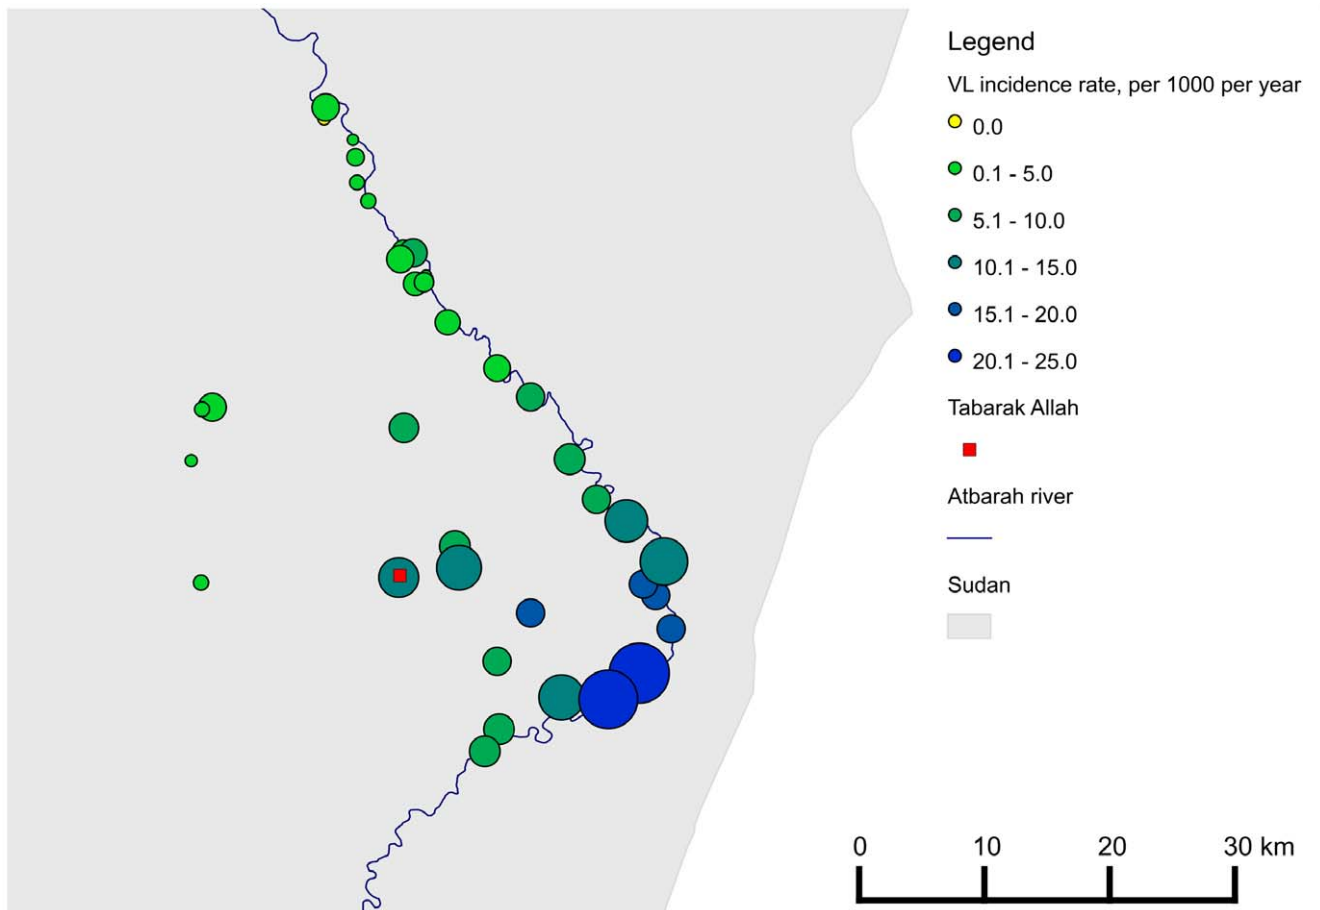 Legend
VL incidence rate, per 1000 per year
0.0
0.1 - 5.0
5.1 - 10.0
10.1 - 15.0
15.1 - 20.0
20.1 - 25.0
Tabarak Allah
Atbarah river
Sudan
0 10 20 30 km